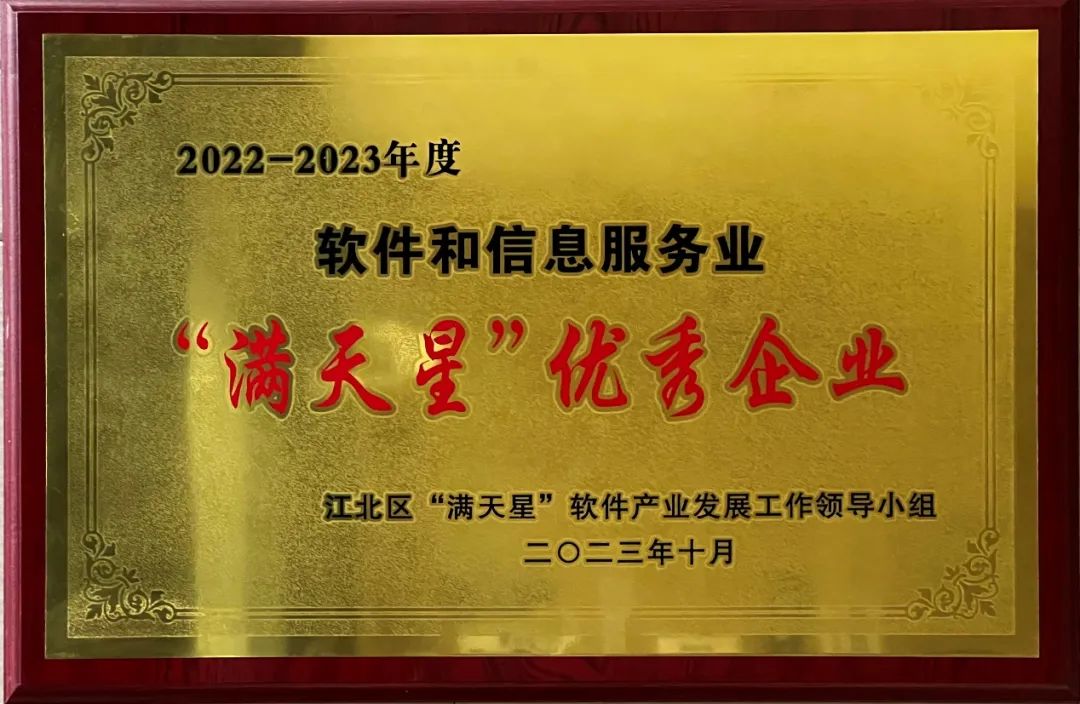 2022-2023年度
软件和信息服务业
“满天星”优秀企业
江北区“满天星”软件产业发展工作领导小组
二〇二三年十月